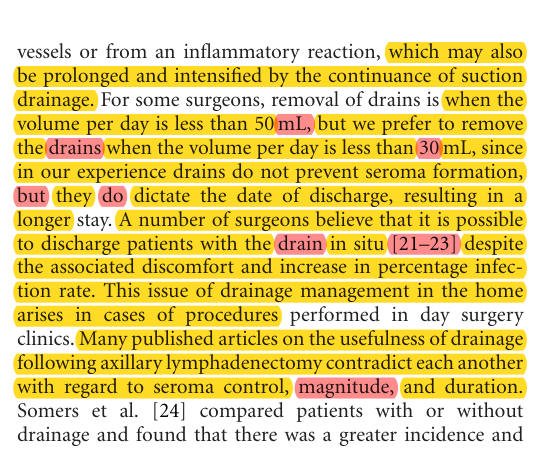 vessels or from an inflammatory reaction, which may also
be prolonged and intensified by the continuance of suction
drainage. For some surgeons, removal of drains is when the
volume per day is less than 50 mL, but we prefer to remove
the drains when the volume per day is less than 30 mL, since
in our experience drains do not prevent seroma formation,
but they do dictate the date of discharge, resulting in a
longer stay. A number of surgeons believe that it is possible
to discharge patients with the drain in situ [21–23] despite
the associated discomfort and increase in percentage infec-
tion rate. This issue of drainage management in the home
arises in cases of procedures performed in day surgery
clinics. Many published articles on the usefulness of drainage
following axillary lymphadenectomy contradict each another
with regard to seroma control, magnitude, and duration.
Somers et al. [24] compared patients with or without
drainage and found that there was a greater incidence and